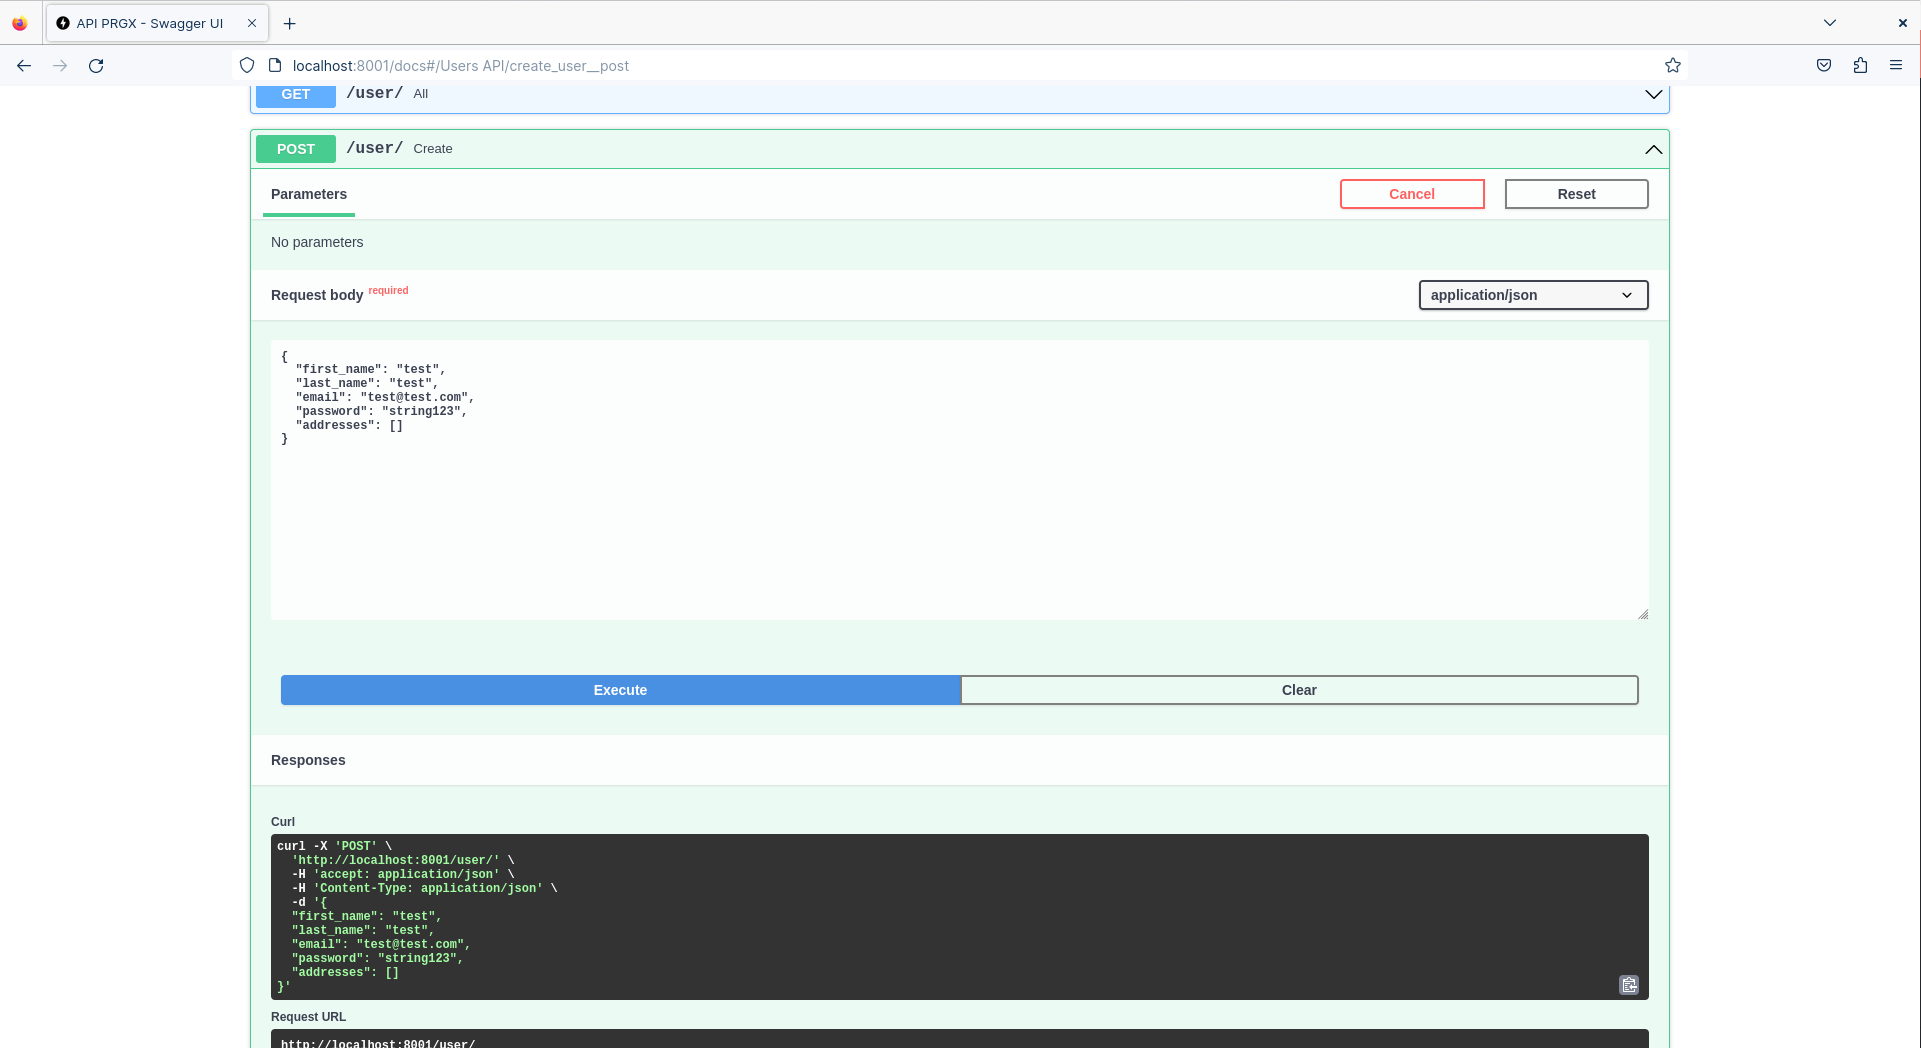 API PRGX - Swagger UI
localhost:8001/docs#/Users API/create_user__post
GET /user/ All
POST /user/ Create
Parameters
Cancel
Reset
No parameters
Request body required
application/json
{
  "first_name": "test",
  "last_name": "test",
  "email": "test@test.com",
  "password": "string123",
  "addresses": []
}
Execute
Clear
Responses
Curl
curl -X 'POST' \
  'http://localhost:8001/user/' \
  -H 'accept: application/json' \
  -H 'Content-Type: application/json' \
  -d '{
  "first_name": "test",
  "last_name": "test",
  "email": "test@test.com",
  "password": "string123",
  "addresses": []
}'
Request URL
http://localhost:8001/user/